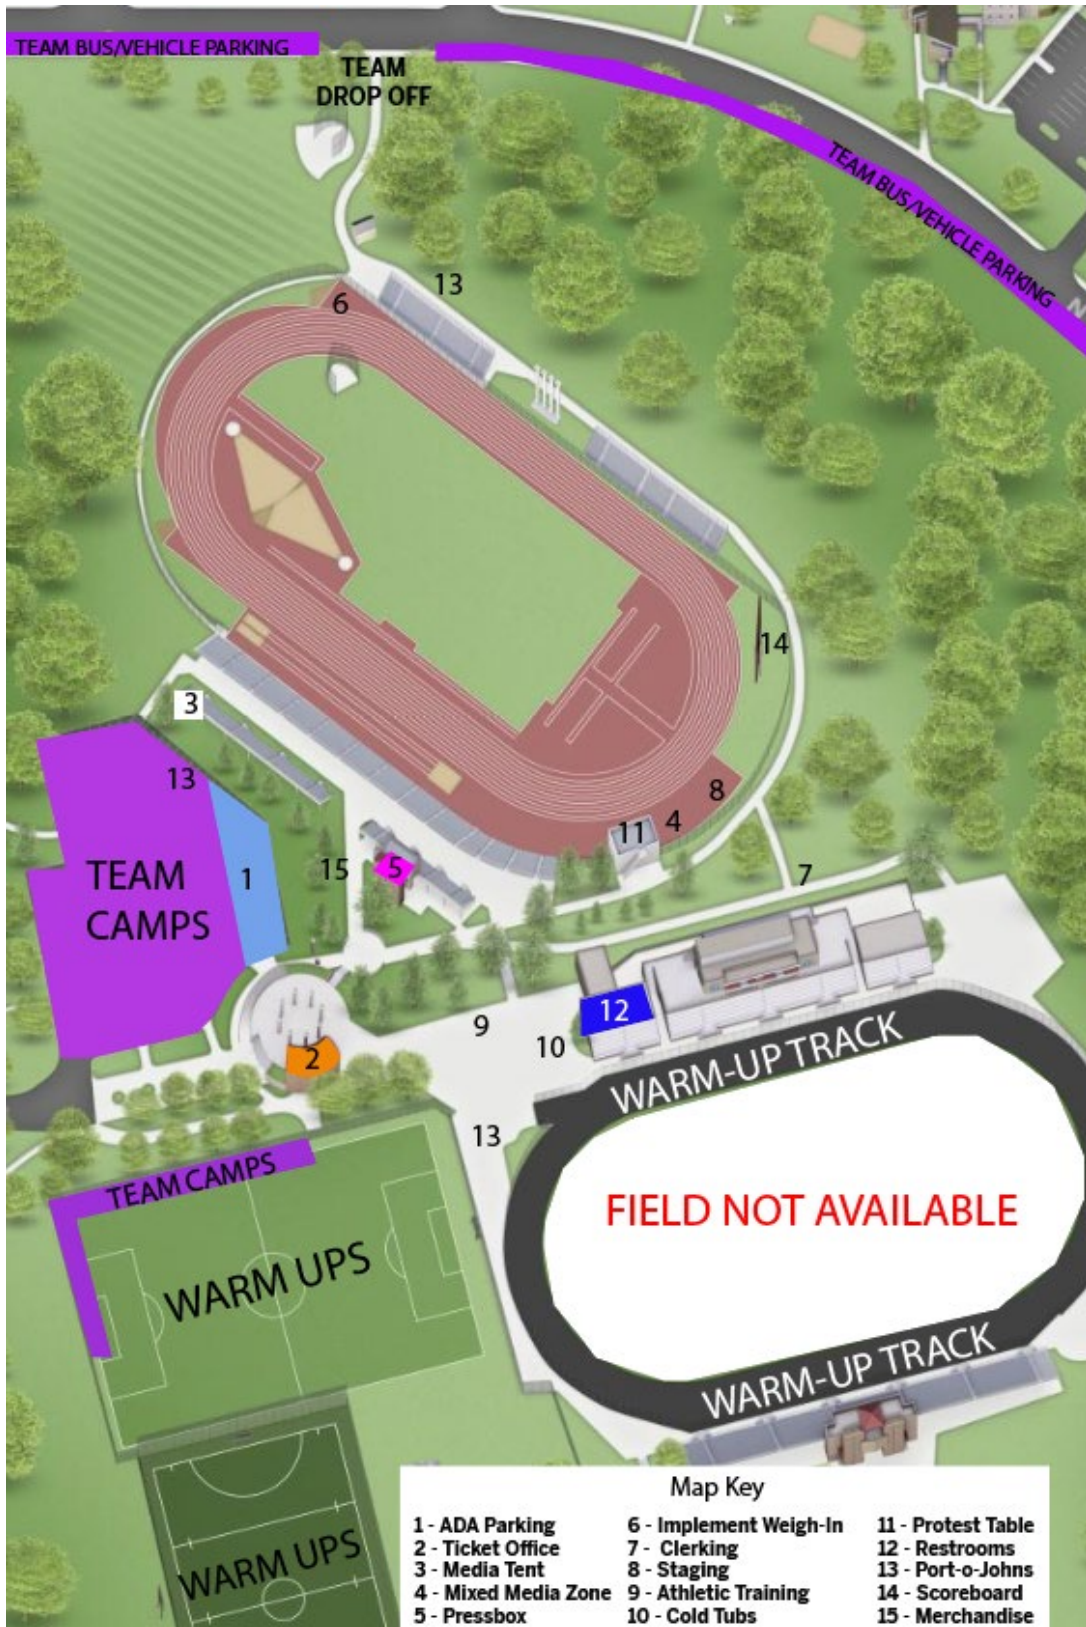 TEAM BUS/VEHICLE PARKING
TEAM
DROP OFF
TEAM BUS/VEHICLE PARKING
13
6
14
3
13
8
4
11
15
5
7
1
TEAM
CAMPS
12
9
10
2
WARM-UP TRACK
13
TEAM CAMPS
FIELD NOT AVAILABLE
WARM UPS
WARM-UP TRACK
WARM UPS
Map Key
1 - ADA Parking
2 - Ticket Office
3 - Media Tent
4 - Mixed Media Zone
5 - Pressbox
6 - Implement Weigh-In
7 - Clerking
8 - Staging
9 - Athletic Training
10 - Cold Tubs
11 - Protest Table
12 - Restrooms
13 - Port-o-Johns
14 - Scoreboard
15 - Merchandise